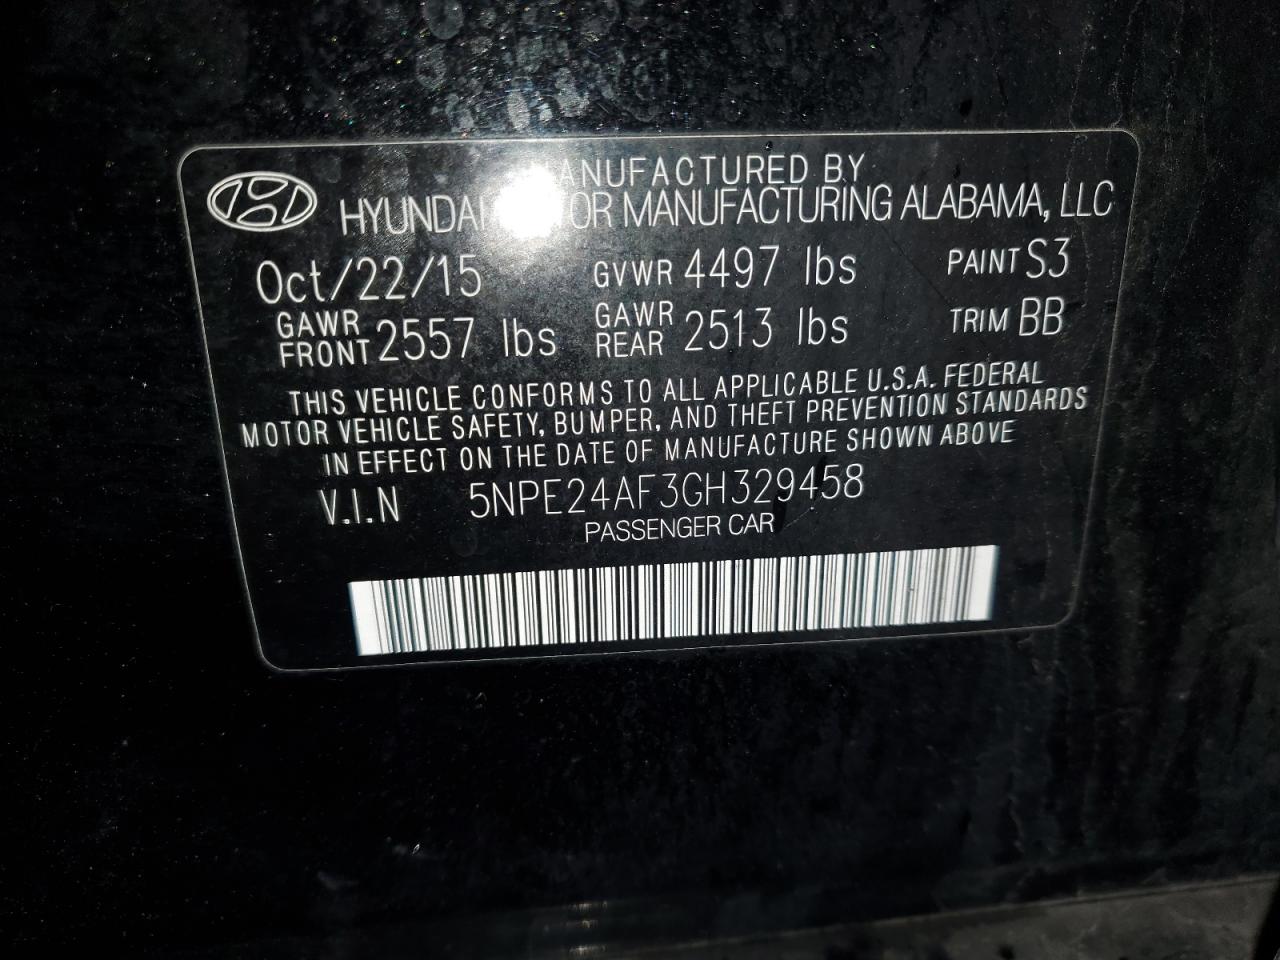 MANUFACTURED BY
HYUNDAI MOTOR MANUFACTURING ALABAMA, LLC
Oct/22/15 GVWR 4497 lbs PAINT S3
GAWR FRONT 2557 lbs GAWR REAR 2513 lbs TRIM BB
THIS VEHICLE CONFORMS TO ALL APPLICABLE U.S.A. FEDERAL
MOTOR VEHICLE SAFETY, BUMPER, AND THEFT PREVENTION STANDARDS
IN EFFECT ON THE DATE OF MANUFACTURE SHOWN ABOVE
V.I.N 5NPE24AF3GH329458
PASSENGER CAR